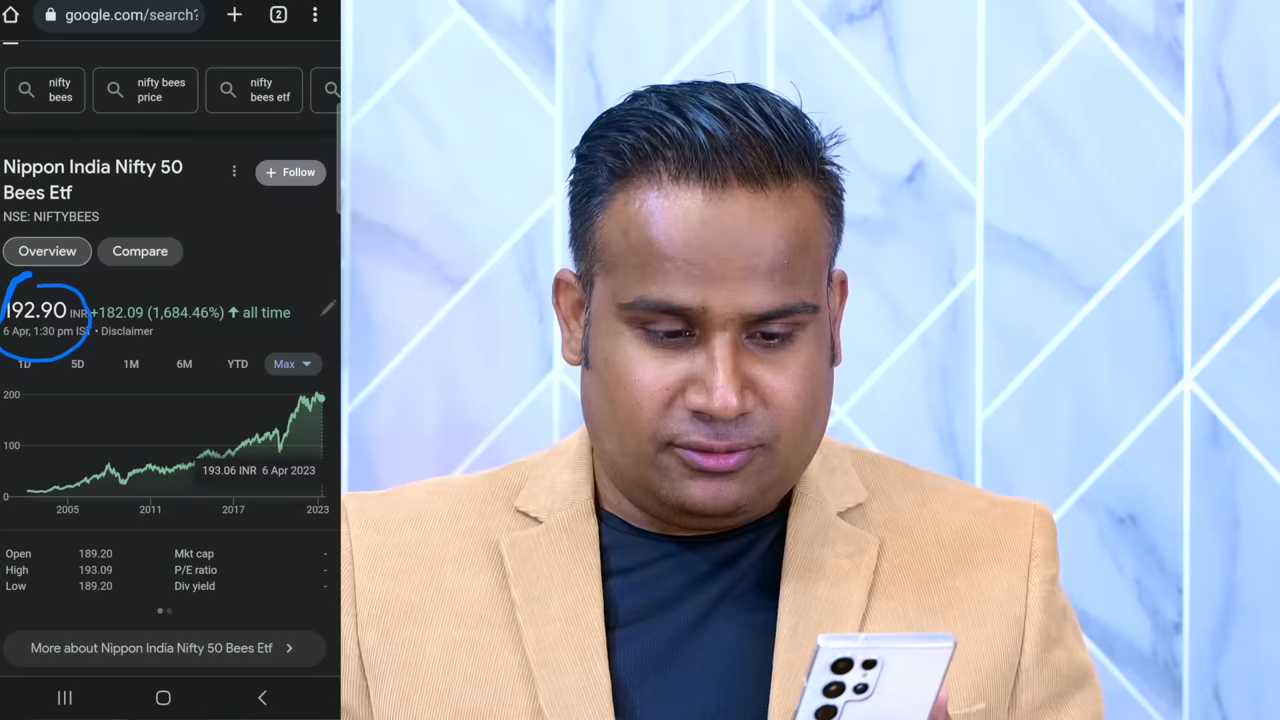 google.com/search?
2
nifty bees
nifty bees price
nifty bees etf
Nippon India Nifty 50
Bees Etf
+ Follow
NSE: NIFTYBEES
Overview
Compare
192.90 INR +182.09 (1,684.46%) ↑ all time
6 Apr, 1:30 pm IST • Disclaimer
1D 5D 1M 6M YTD Max
200
100
193.06 INR 6 Apr 2023
0
2005 2011 2017 2023
Open 189.20 Mkt cap -
High 193.09 P/E ratio -
Low 189.20 Div yield -
More about Nippon India Nifty 50 Bees Etf